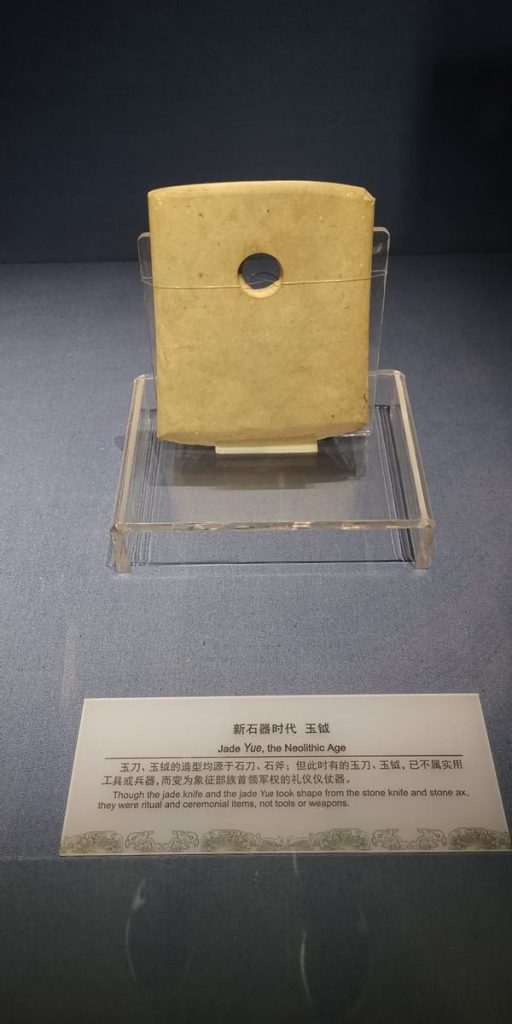 新石器时代 玉钺
Jade Yue, the Neolithic Age
玉刀、玉钺的造型均源于石刀、石斧；但此时有的玉刀、玉钺，已不属实用
工具或兵器，而变为象征部族首领军权的礼仪仪仗器。
Though the jade knife and the jade Yue took shape from the stone knife and stone ax,
they were ritual and ceremonial items, not tools or weapons.